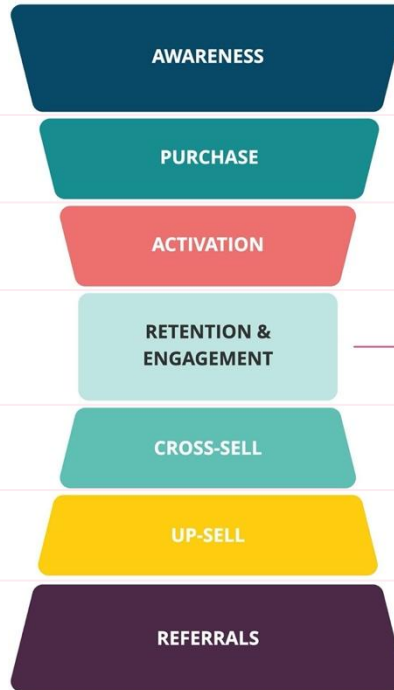 AWARENESS
PURCHASE
ACTIVATION
RETENTION &
ENGAGEMENT
CROSS-SELL
UP-SELL
REFERRALS